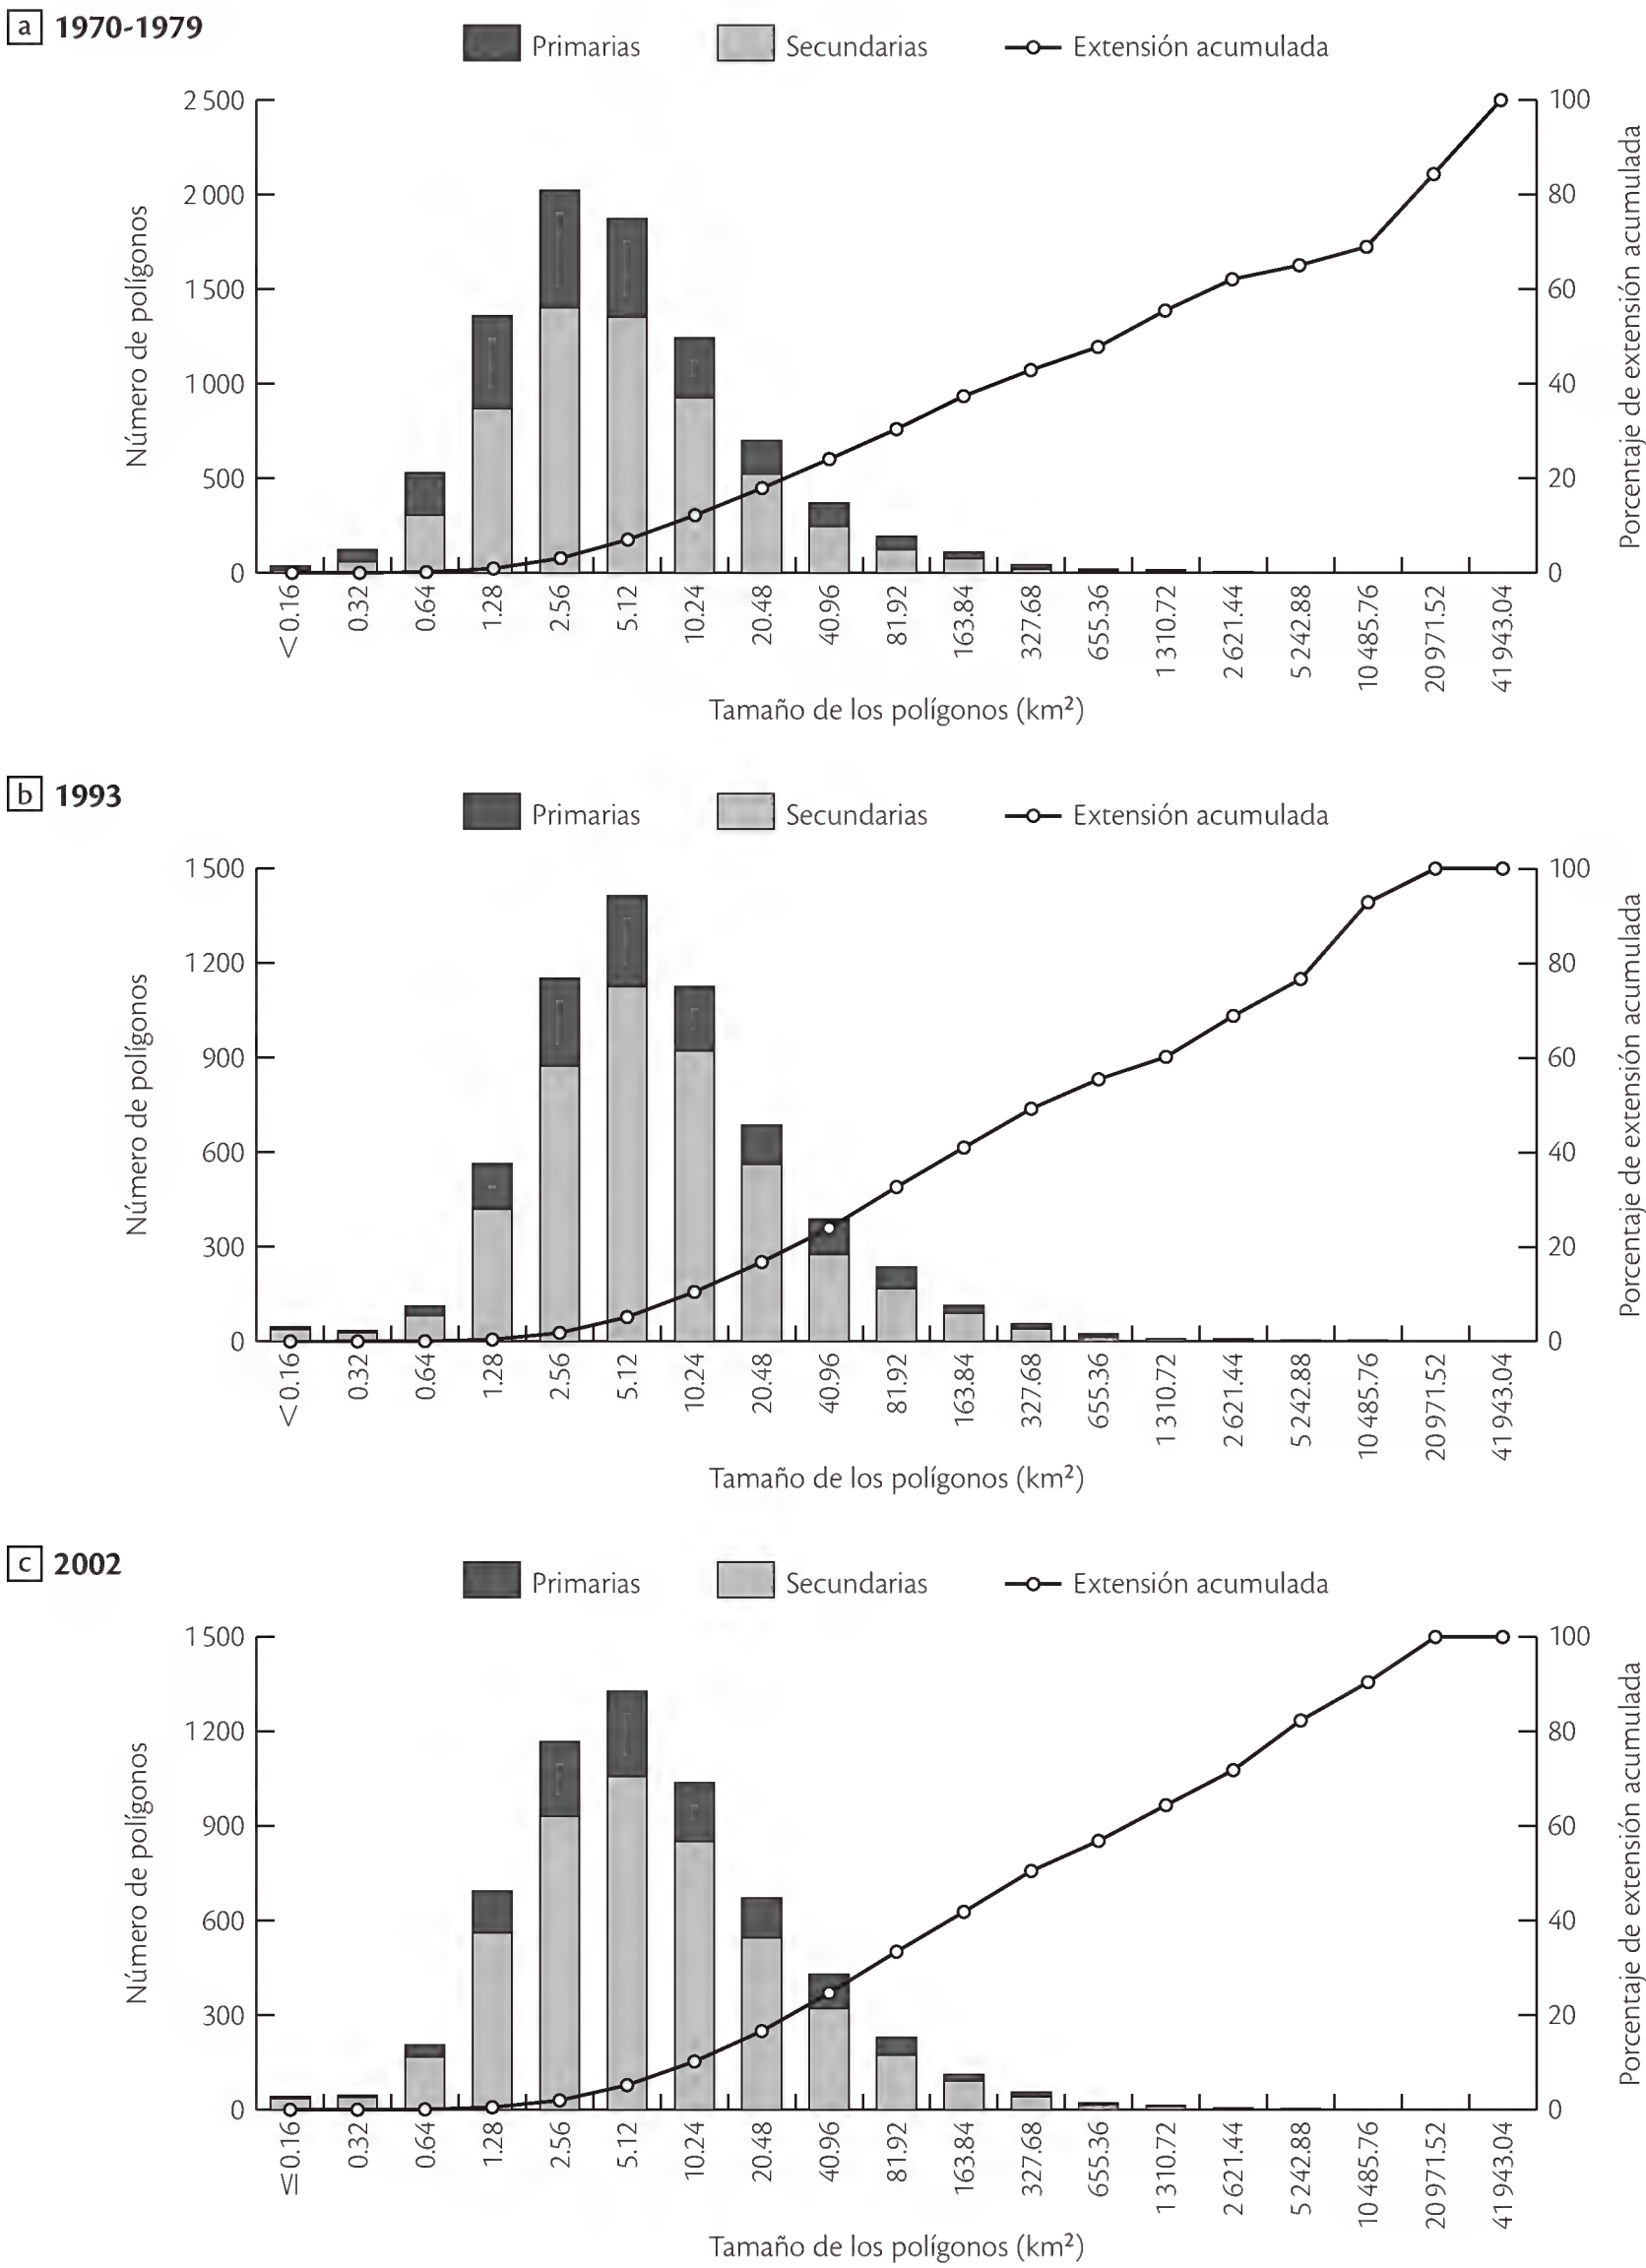 a 1970-1979
Primarias Secundarias Extensión acumulada
Número de polígonos
2 500
2 000
1 500
1 000
500
0
100
80
60
40
20
0
Porcentaje de extensión acumulada
< 0.16 0.32 0.64 1.28 2.56 5.12 10.24 20.48 40.96 81.92 163.84 327.68 655.36 1 310.72 2 621.44 5 242.88 10 485.76 20 971.52 41 943.04
Tamaño de los polígonos (km²)
b 1993
Primarias Secundarias Extensión acumulada
Número de polígonos
1 500
1 200
900
600
300
0
100
80
60
40
20
0
Porcentaje de extensión acumulada
< 0.16 0.32 0.64 1.28 2.56 5.12 10.24 20.48 40.96 81.92 163.84 327.68 655.36 1 310.72 2 621.44 5 242.88 10 485.76 20 971.52 41 943.04
Tamaño de los polígonos (km²)
c 2002
Primarias Secundarias Extensión acumulada
Número de polígonos
1 500
1 200
900
600
300
0
100
80
60
40
20
0
Porcentaje de extensión acumulada
≤ 0.16 0.32 0.64 1.28 2.56 5.12 10.24 20.48 40.96 81.92 163.84 327.68 655.36 1 310.72 2 621.44 5 242.88 10 485.76 20 971.52 41 943.04
Tamaño de los polígonos (km²)